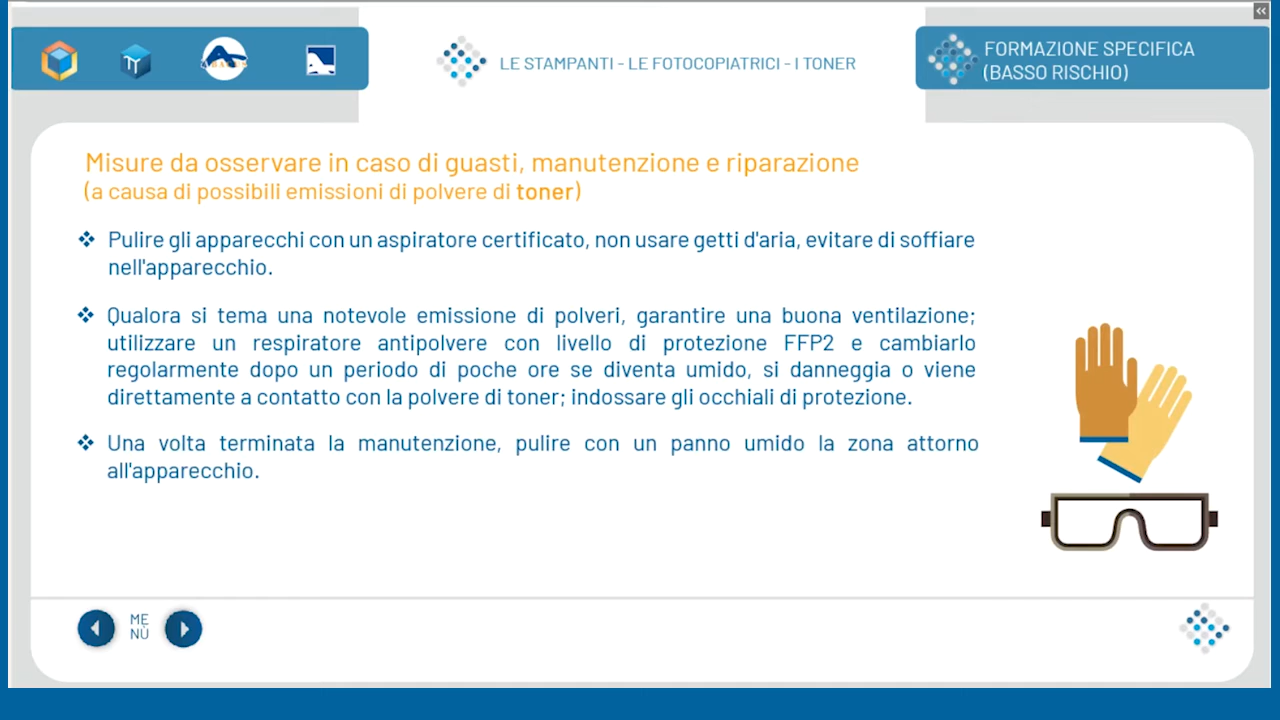 LE STAMPANTI - LE FOTOCOPIATRICI - I TONER
FORMAZIONE SPECIFICA
(BASSO RISCHIO)
Misure da osservare in caso di guasti, manutenzione e riparazione
(a causa di possibili emissioni di polvere di toner)
❖ Pulire gli apparecchi con un aspiratore certificato, non usare getti d'aria, evitare di soffiare
nell'apparecchio.
❖ Qualora si tema una notevole emissione di polveri, garantire una buona ventilazione;
utilizzare un respiratore antipolvere con livello di protezione FFP2 e cambiarlo
regolarmente dopo un periodo di poche ore se diventa umido, si danneggia o viene
direttamente a contatto con la polvere di toner; indossare gli occhiali di protezione.
❖ Una volta terminata la manutenzione, pulire con un panno umido la zona attorno
all'apparecchio.
ME
NÙ